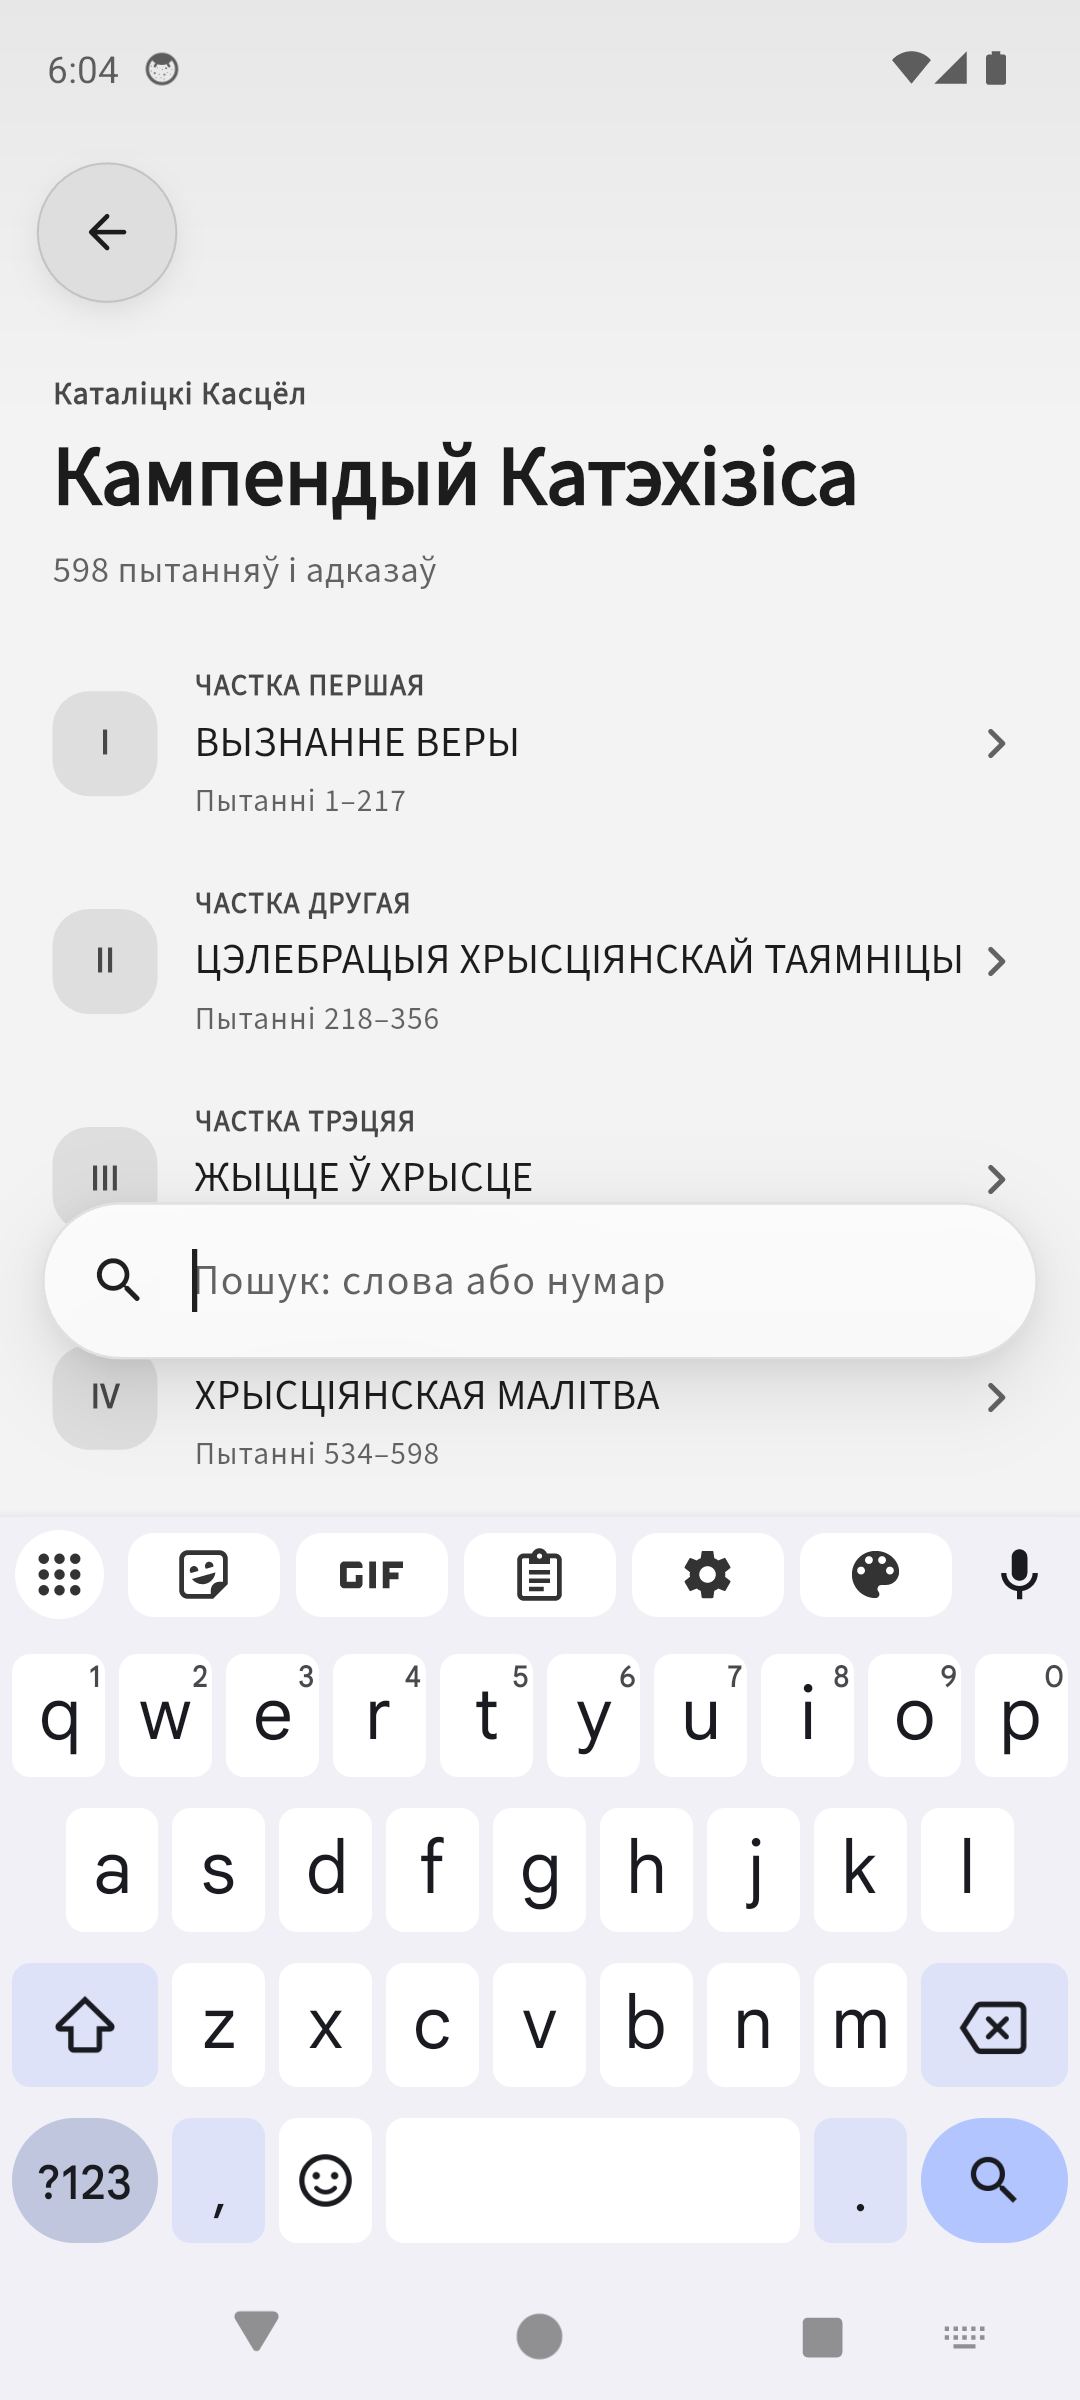 6:04
Каталіцкі Касцёл
Кампендый Катэхізіса
598 пытанняў і адказаў
ЧАСТКА ПЕРШАЯ
I
ВЫЗНАННЕ ВЕРЫ
Пытанні 1–217
ЧАСТКА ДРУГАЯ
II
ЦЭЛЕБРАЦЫЯ ХРЫСЦІЯНСКАЙ ТАЯМНІЦЫ
Пытанні 218–356
ЧАСТКА ТРЭЦЯЯ
III
ЖЫЦЦЕ Ў ХРЫСЦЕ
Пошук: слова або нумар
IV
ХРЫСЦІЯНСКАЯ МАЛІТВА
Пытанні 534–598
GIF
1 2 3 4 5 6 7 8 9 0
q w e r t y u i o p
a s d f g h j k l
z x c v b n m
?123 , .